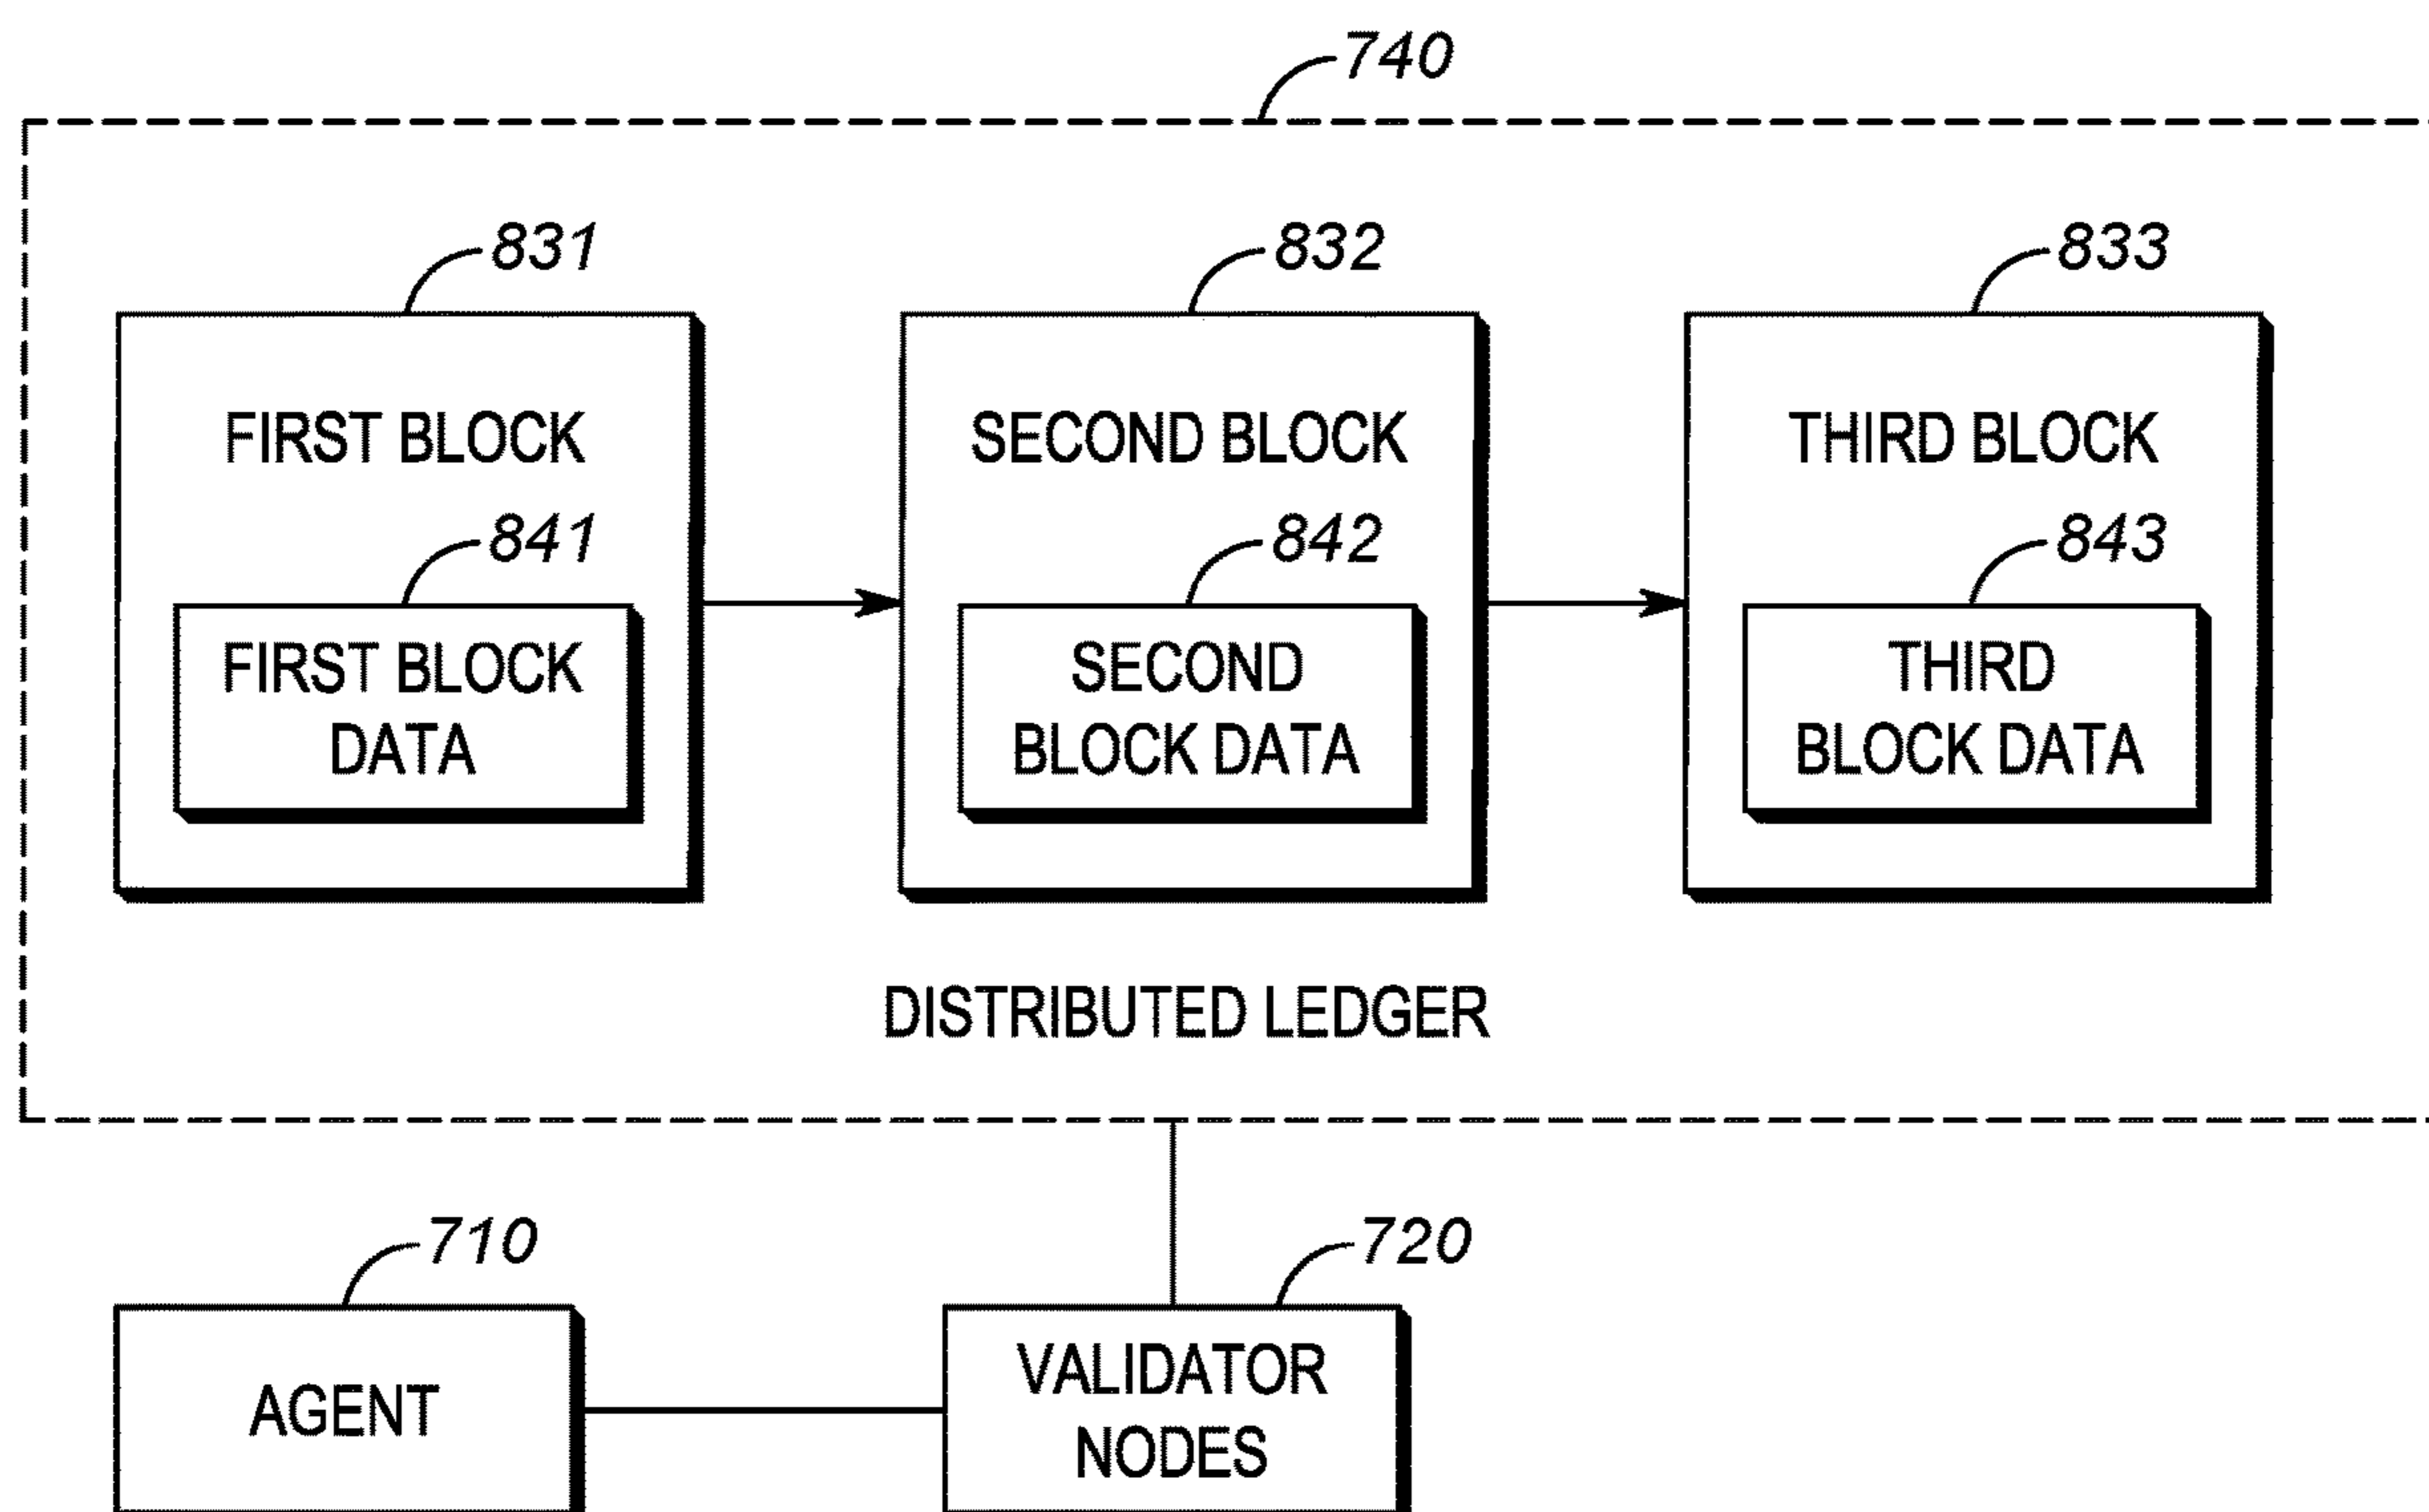 740
831
832
833
FIRST BLOCK
SECOND BLOCK
THIRD BLOCK
841
842
843
FIRST BLOCK
DATA
SECOND
BLOCK DATA
THIRD
BLOCK DATA
DISTRIBUTED LEDGER
710
720
AGENT
VALIDATOR
NODES